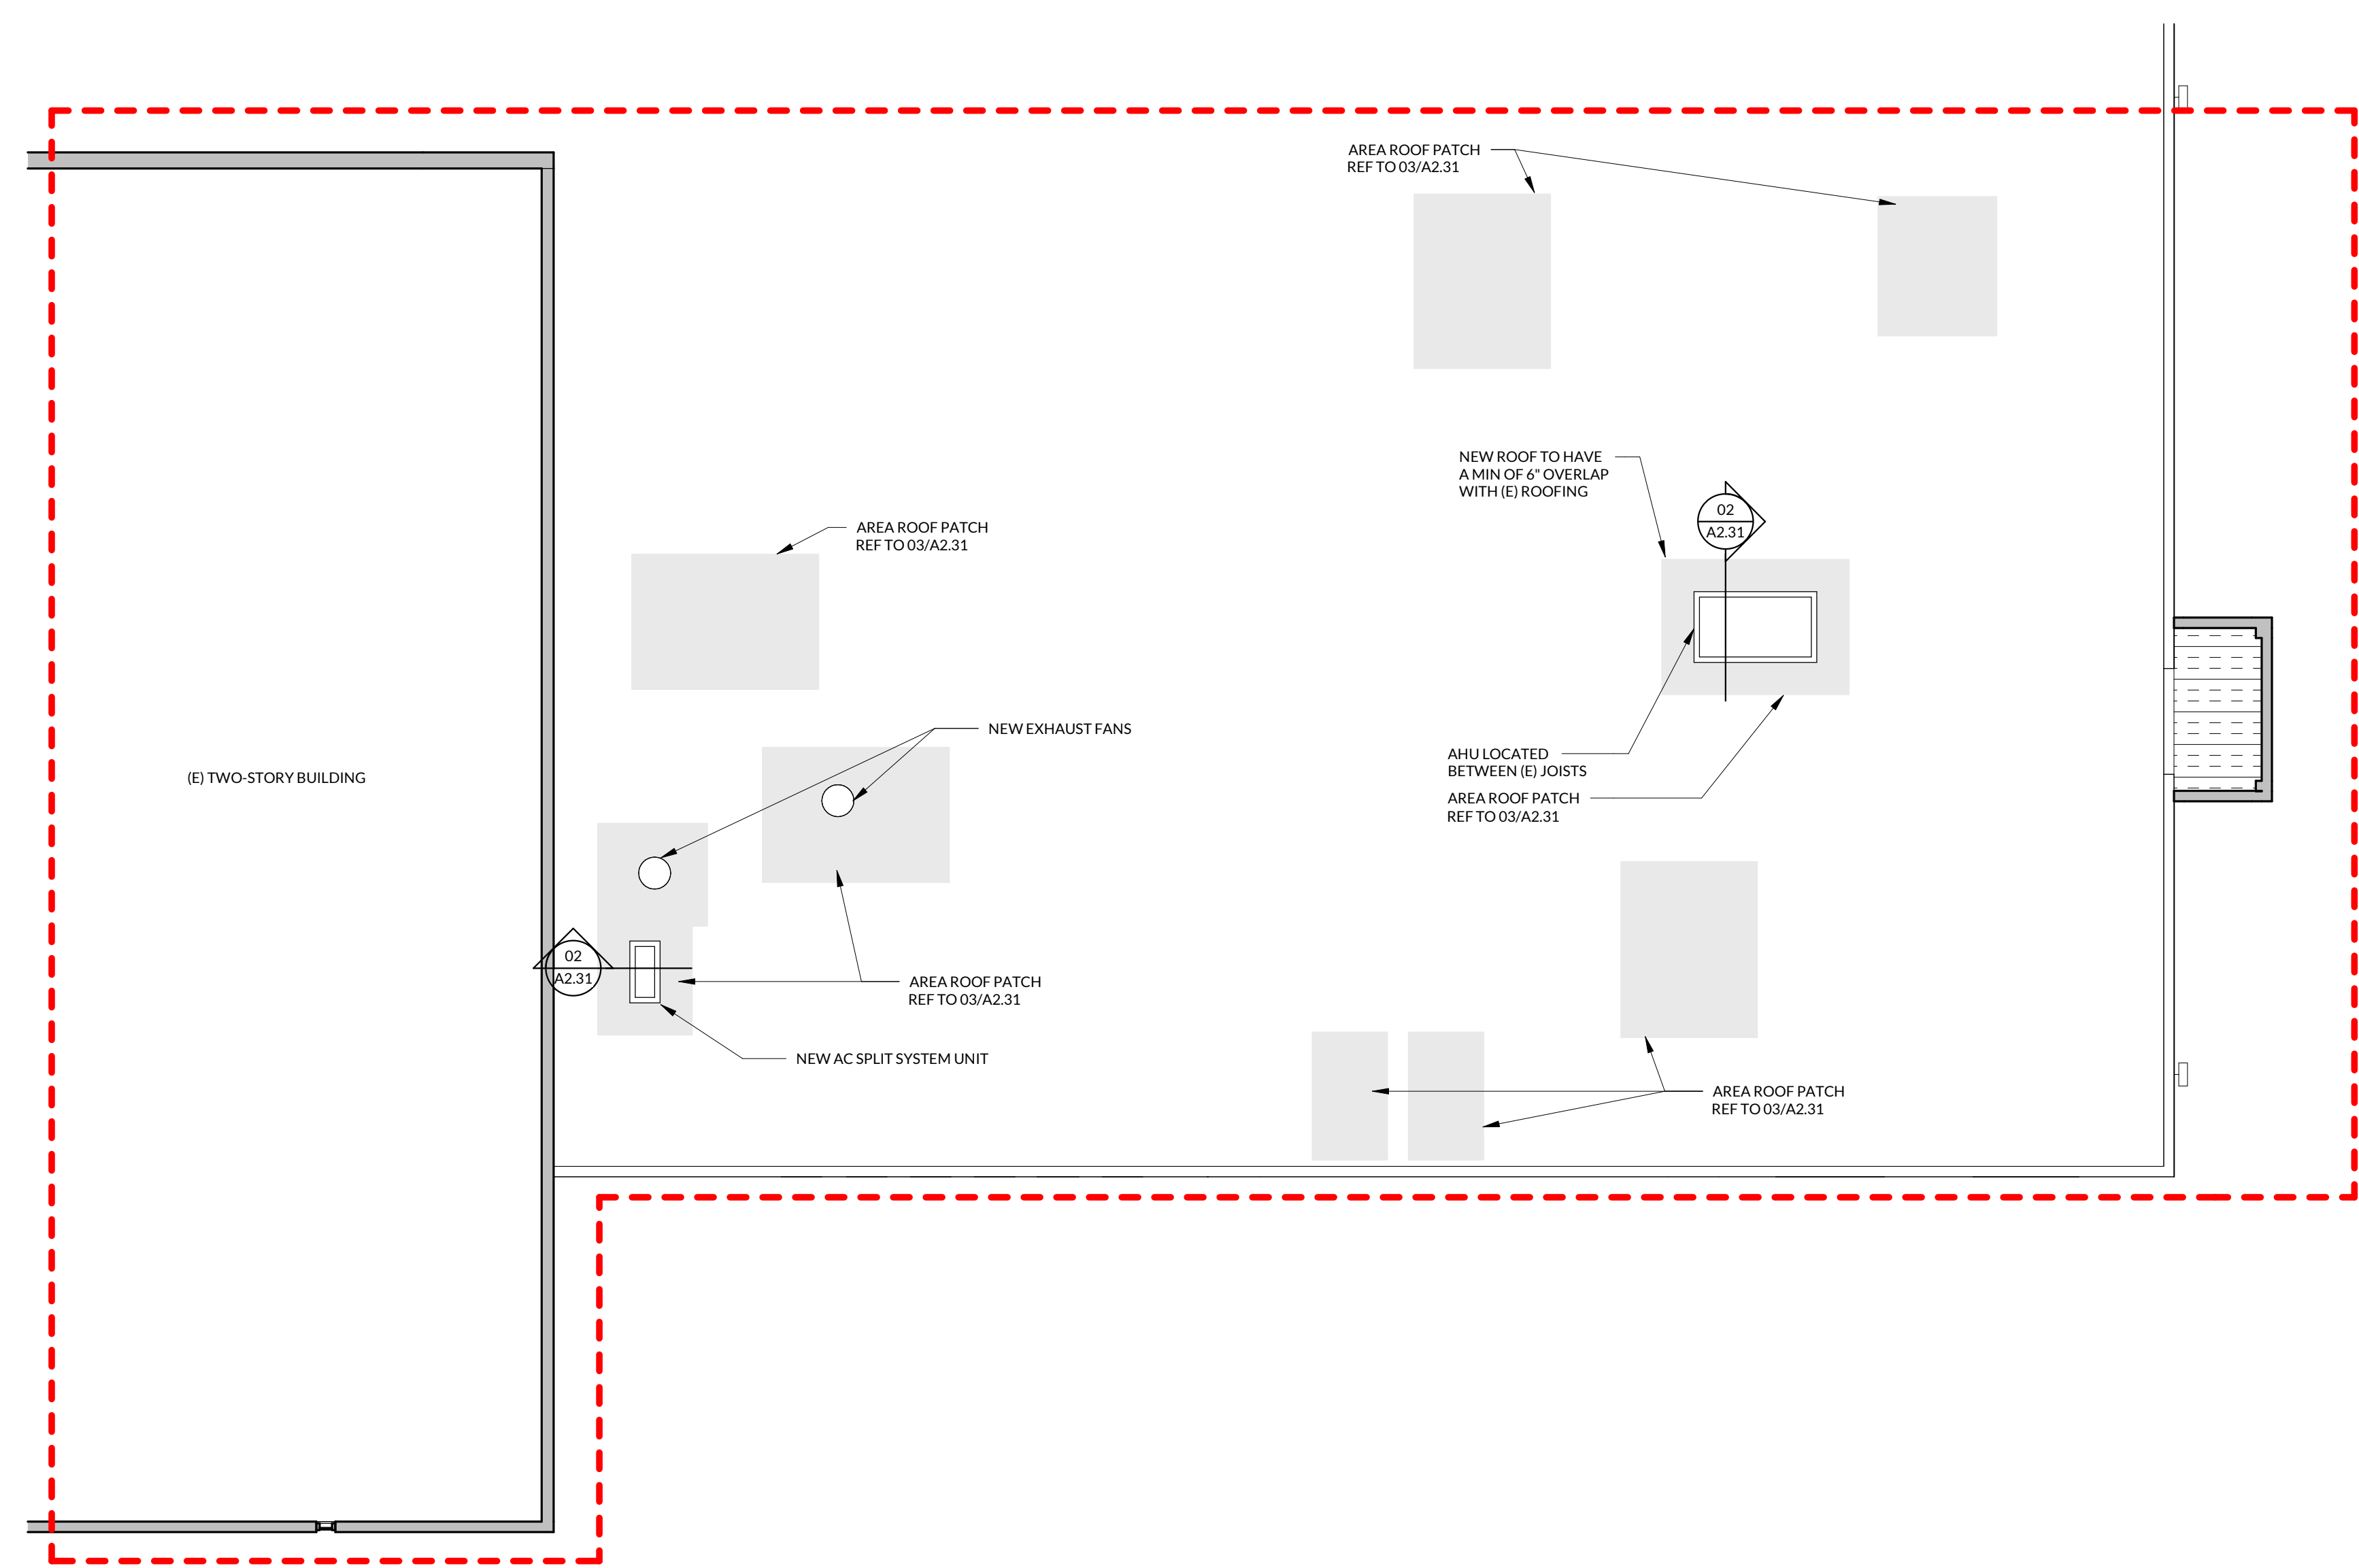 AREA ROOF PATCH
REF TO 03/A2.31
NEW ROOF TO HAVE
A MIN OF 6" OVERLAP
WITH (E) ROOFING
02
A2.31
AREA ROOF PATCH
REF TO 03/A2.31
NEW EXHAUST FANS
AHU LOCATED
BETWEEN (E) JOISTS
(E) TWO-STORY BUILDING
AREA ROOF PATCH
REF TO 03/A2.31
02
A2.31
AREA ROOF PATCH
REF TO 03/A2.31
NEW AC SPLIT SYSTEM UNIT
AREA ROOF PATCH
REF TO 03/A2.31